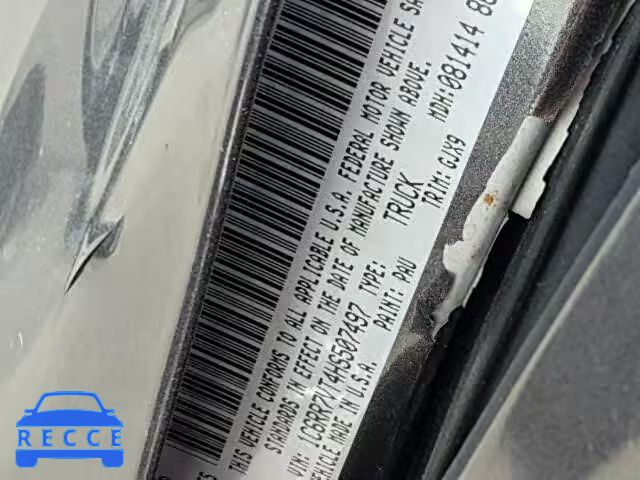 THIS VEHICLE CONFORMS TO ALL APPLICABLE U.S.A. FEDERAL MOTOR VEHICLE SA
STANDARDS IN EFFECT ON THE DATE OF MANUFACTURE SHOWN ABOVE.
VIN: TYPE: TRUCK MDH: 081414
VEHICLE MADE IN U.S.A. PAINT: PAU TRIM: GJX9
RECCE